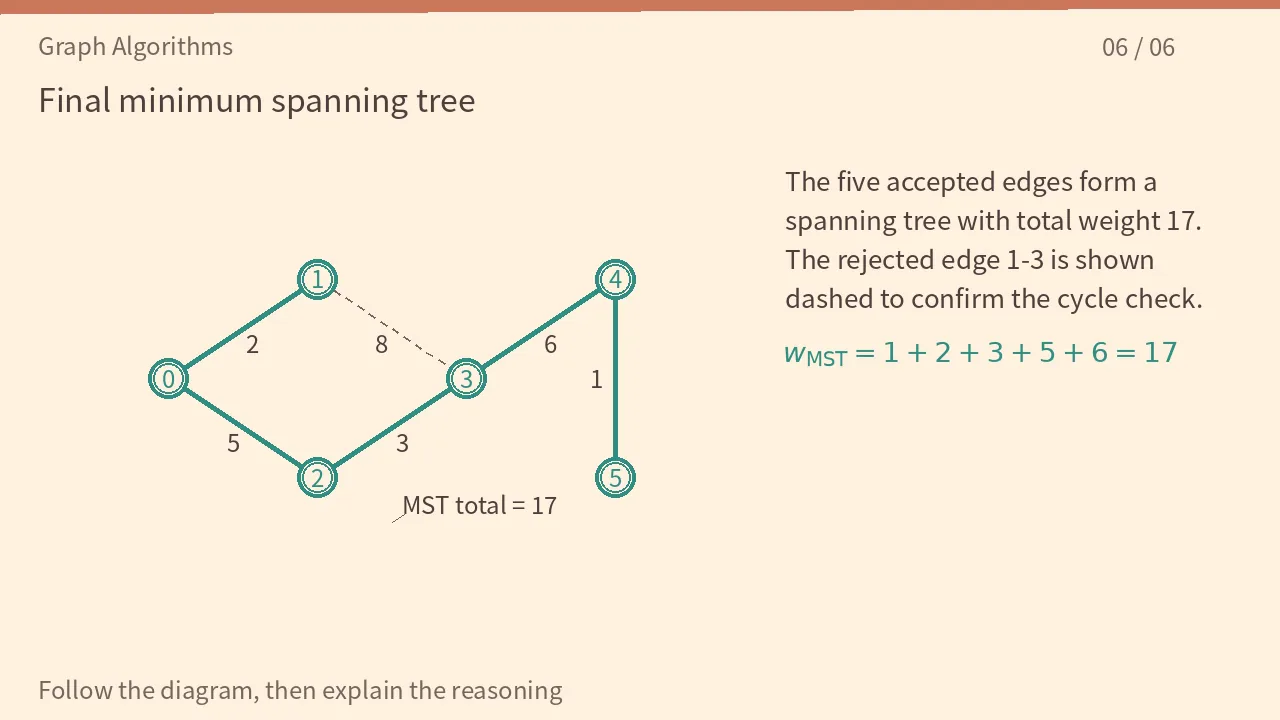 Graph Algorithms
06 / 06
Final minimum spanning tree
The five accepted edges form a
spanning tree with total weight 17.
The rejected edge 1-3 is shown
dashed to confirm the cycle check.
w_MST = 1 + 2 + 3 + 5 + 6 = 17
1
4
2
8
6
0
3
1
5
3
2
5
MST total = 17
Follow the diagram, then explain the reasoning